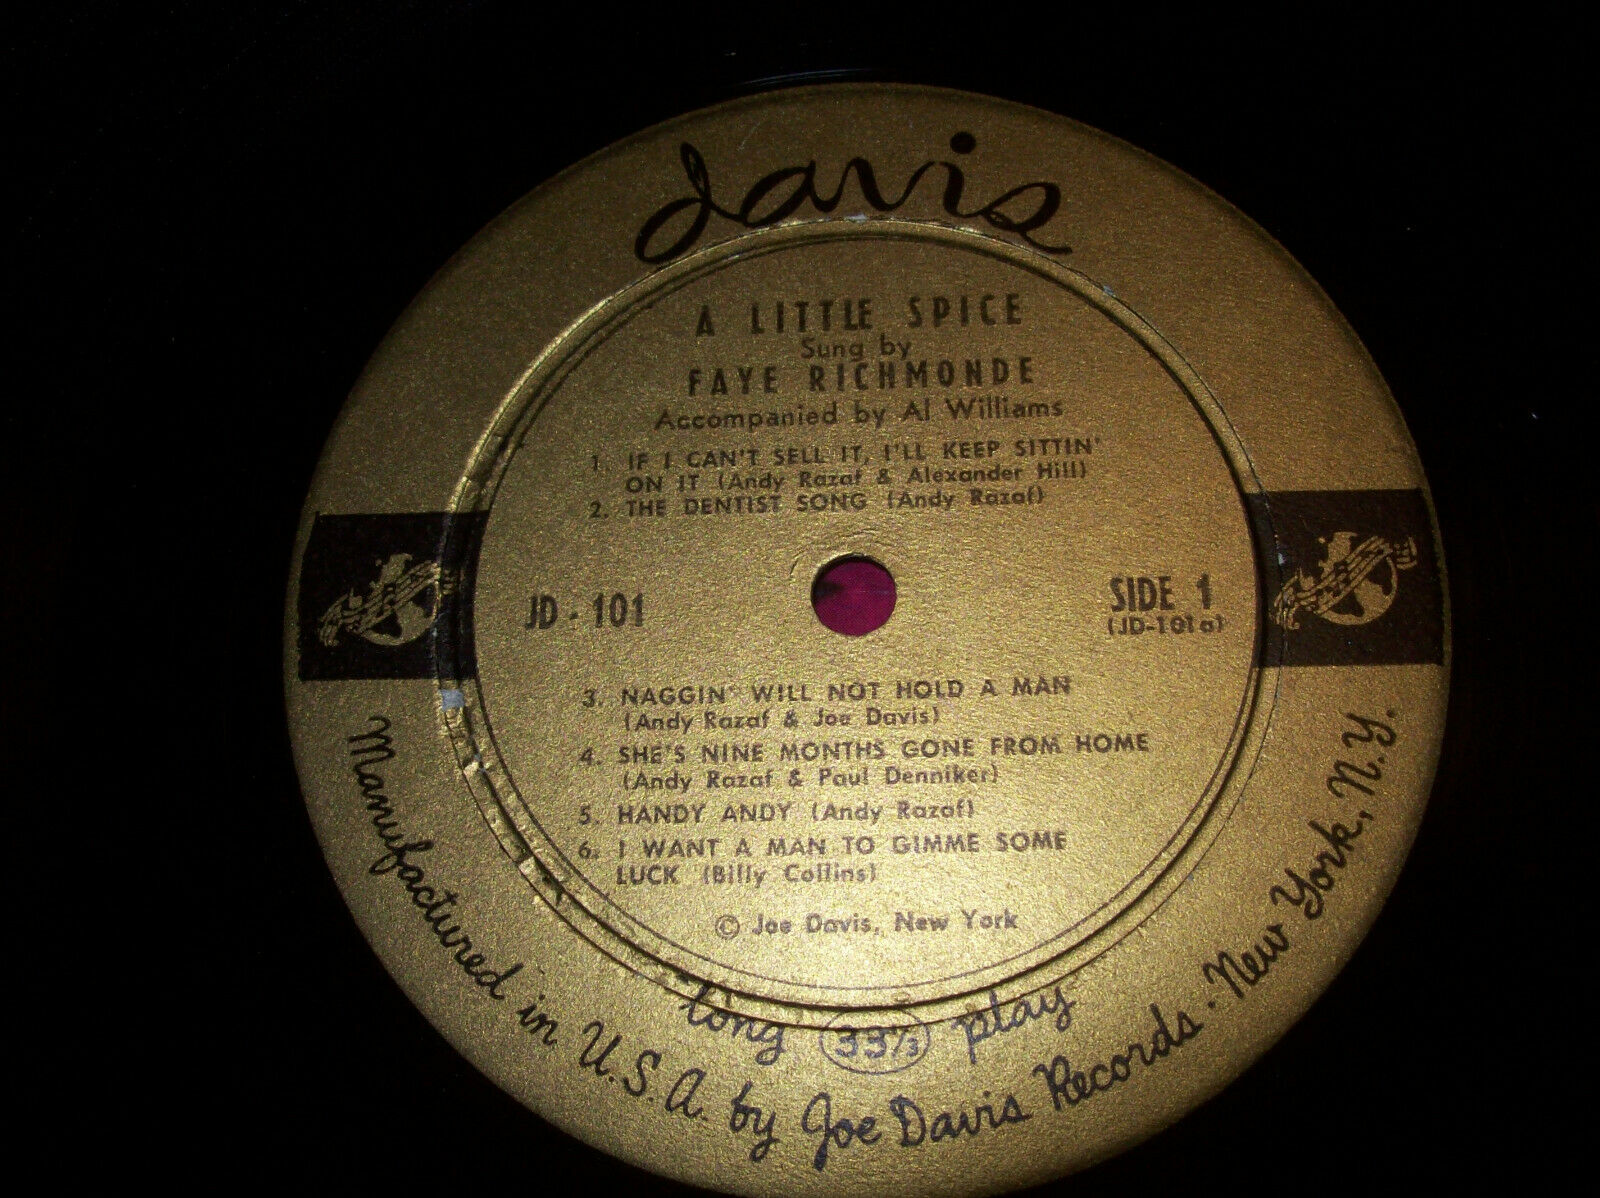 davis
A LITTLE SPICE
Sung by
FAYE RICHMONDE
Accompanied by Al Williams
1. IF I CAN'T SELL IT, I'LL KEEP SITTIN'
ON IT (Andy Razaf & Alexander Hill)
2. THE DENTIST SONG (Andy Razaf)
JD - 101
SIDE 1
(JD-101a)
3. NAGGIN' WILL NOT HOLD A MAN
(Andy Razaf & Joe Davis)
4. SHE'S NINE MONTHS GONE FROM HOME
(Andy Razaf & Paul Denniker)
5. HANDY ANDY (Andy Razaf)
6. I WANT A MAN TO GIMME SOME
LUCK (Billy Collins)
© Joe Davis, New York
long 33⅓ play
Manufactured in U.S.A. by Joe Davis Records. New York, N.Y.